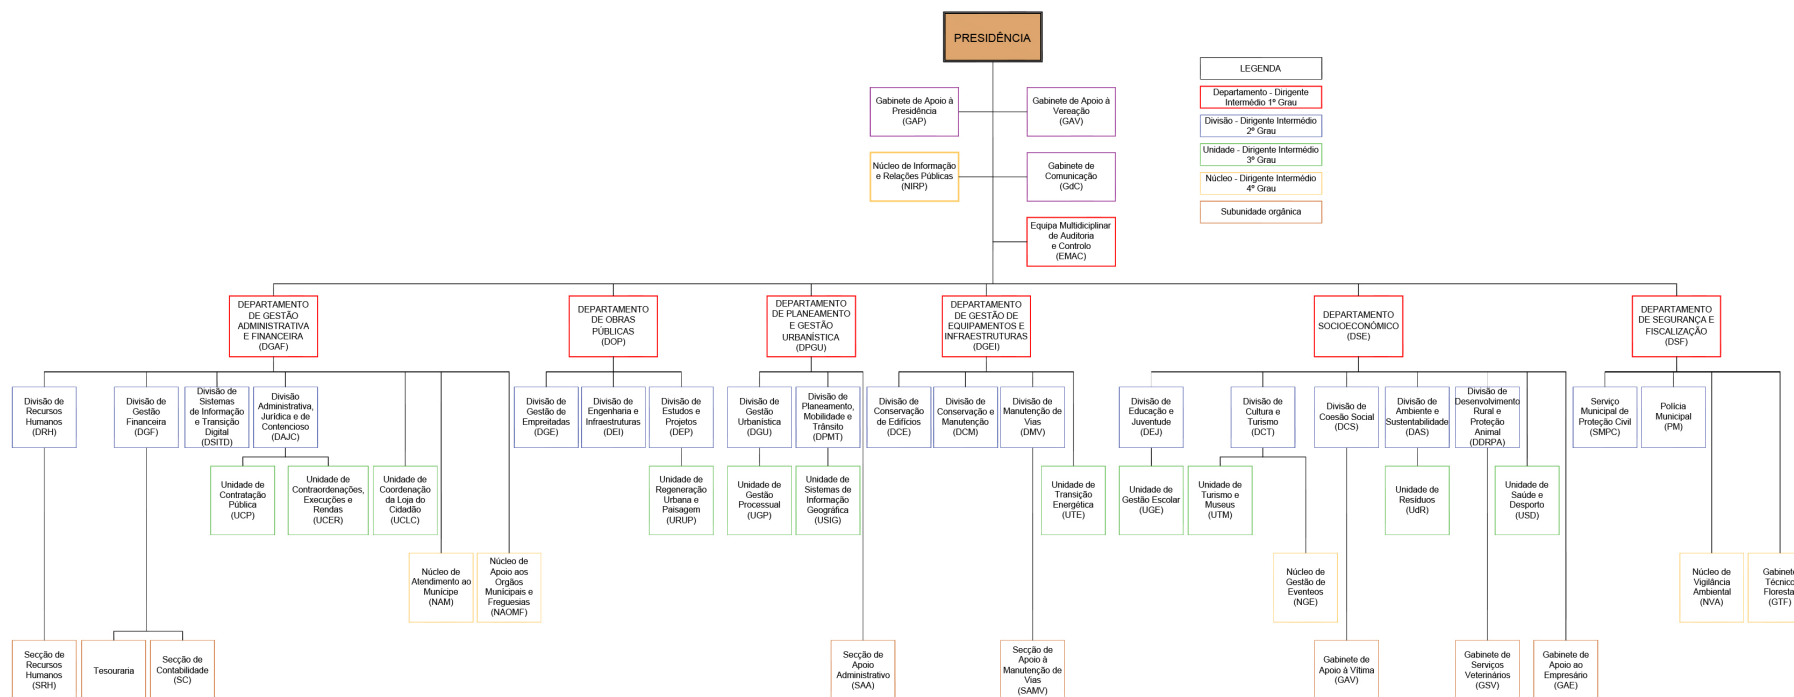 PRESIDÊNCIA
LEGENDA
Departamento - Dirigente
Intermédio 1º Grau
Divisão - Dirigente Intermédio
2º Grau
Unidade - Dirigente Intermédio
3º Grau
Núcleo - Dirigente Intermédio
4º Grau
Subunidade orgânica
Gabinete de Apoio à
Presidência
(GAP)
Gabinete de Apoio à
Vereação
(GAV)
Núcleo de Informação
e Relações Públicas
(NIRP)
Gabinete de
Comunicação
(GdC)
Equipa Multidiciplinar
de Auditoria
e Controlo
(EMAC)
DEPARTAMENTO
DE GESTÃO
ADMINISTRATIVA
E FINANCEIRA
(DGAF)
DEPARTAMENTO
DE OBRAS
PÚBLICAS
(DOP)
DEPARTAMENTO
DE PLANEAMENTO
E GESTÃO
URBANÍSTICA
(DPGU)
DEPARTAMENTO
DE GESTÃO DE
EQUIPAMENTOS E
INFRAESTRUTURAS
(DGEI)
DEPARTAMENTO
SOCIOECONÓMICO
(DSE)
DEPARTAMENTO
DE SEGURANÇA E
FISCALIZAÇÃO
(DSF)
Divisão de
Recursos
Humanos
(DRH)
Divisão de
Gestão
Financeira
(DGF)
Divisão de
Sistemas
de Informação
e Transição
Digital
(DSITD)
Divisão
Administrativa,
Jurídica e de
Contencioso
(DAJC)
Divisão de
Gestão de
Empreitadas
(DGE)
Divisão de
Engenharia e
Infraestruturas
(DEI)
Divisão de
Estudos e
Projetos
(DEP)
Divisão de
Gestão
Urbanística
(DGU)
Divisão de
Planeamento,
Mobilidade e
Trânsito
(DPMT)
Divisão de
Conservação
de Edifícios
(DCE)
Divisão de
Conservação e
Manutenção
(DCM)
Divisão de
Manutenção de
Vias
(DMV)
Divisão de
Educação e
Juventude
(DEJ)
Divisão de
Cultura e
Turismo
(DCT)
Divisão de
Coesão Social
(DCS)
Divisão de
Ambiente e
Sustentabilidade
(DAS)
Divisão de
Desenvolvimento
Rural e
Proteção
Animal
(DDRPA)
Serviço
Municipal de
Proteção Civil
(SMPC)
Polícia
Municipal
(PM)
Unidade de
Contratação
Pública
(UCP)
Unidade de
Contraordenações,
Execuções e
Rendas
(UCER)
Unidade de
Coordenação
da Loja do
Cidadão
(UCLC)
Unidade de
Regeneração
Urbana e
Paisagem
(URUP)
Unidade de
Gestão
Processual
(UGP)
Unidade de
Sistemas de
Informação
Geográfica
(USIG)
Unidade de
Transição
Energética
(UTE)
Unidade de
Gestão Escolar
(UGE)
Unidade de
Turismo e
Museus
(UTM)
Unidade de
Resíduos
(UdR)
Unidade de
Saúde e
Desporto
(USD)
Núcleo de
Atendimento ao
Munícipe
(NAM)
Núcleo de
Apoio aos
Orgãos
Munícipais e
Freguesias
(NAOMF)
Núcleo de
Gestão de
Eventeos
(NGE)
Núcleo de
Vigilância
Ambiental
(NVA)
Gabinete
Técnico
Floresta
(GTF)
Secção de
Recursos
Humanos
(SRH)
Tesouraria
Secção de
Contabilidade
(SC)
Secção de
Apoio
Administrativo
(SAA)
Secção de
Apoio à
Manutenção de
Vias
(SAMV)
Gabinete de
Apoio à Vítima
(GAV)
Gabinete de
Serviços
Veterinários
(GSV)
Gabinete de
Apoio ao
Empresário
(GAE)